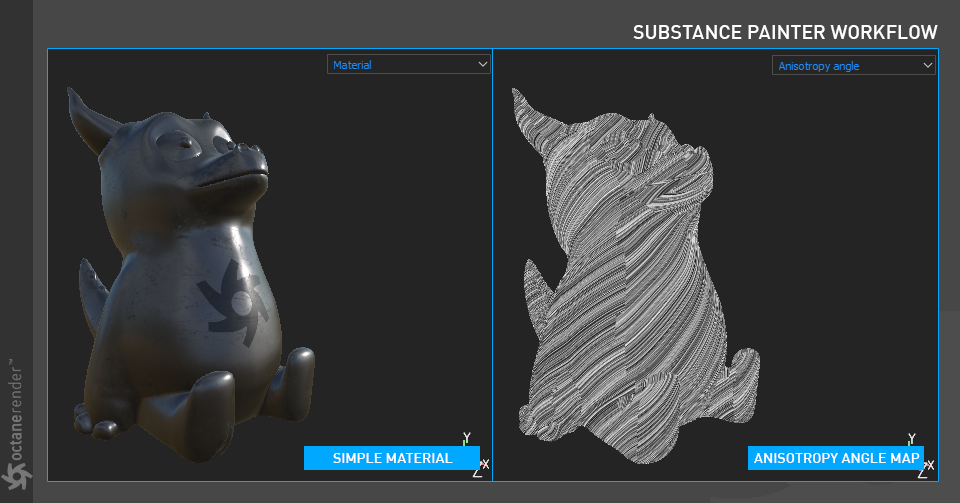 SUBSTANCE PAINTER WORKFLOW
Material
Anisotropy angle
Y
X
Z
SIMPLE MATERIAL
Y
X
Z
ANISOTROPY ANGLE MAP
octanerender™